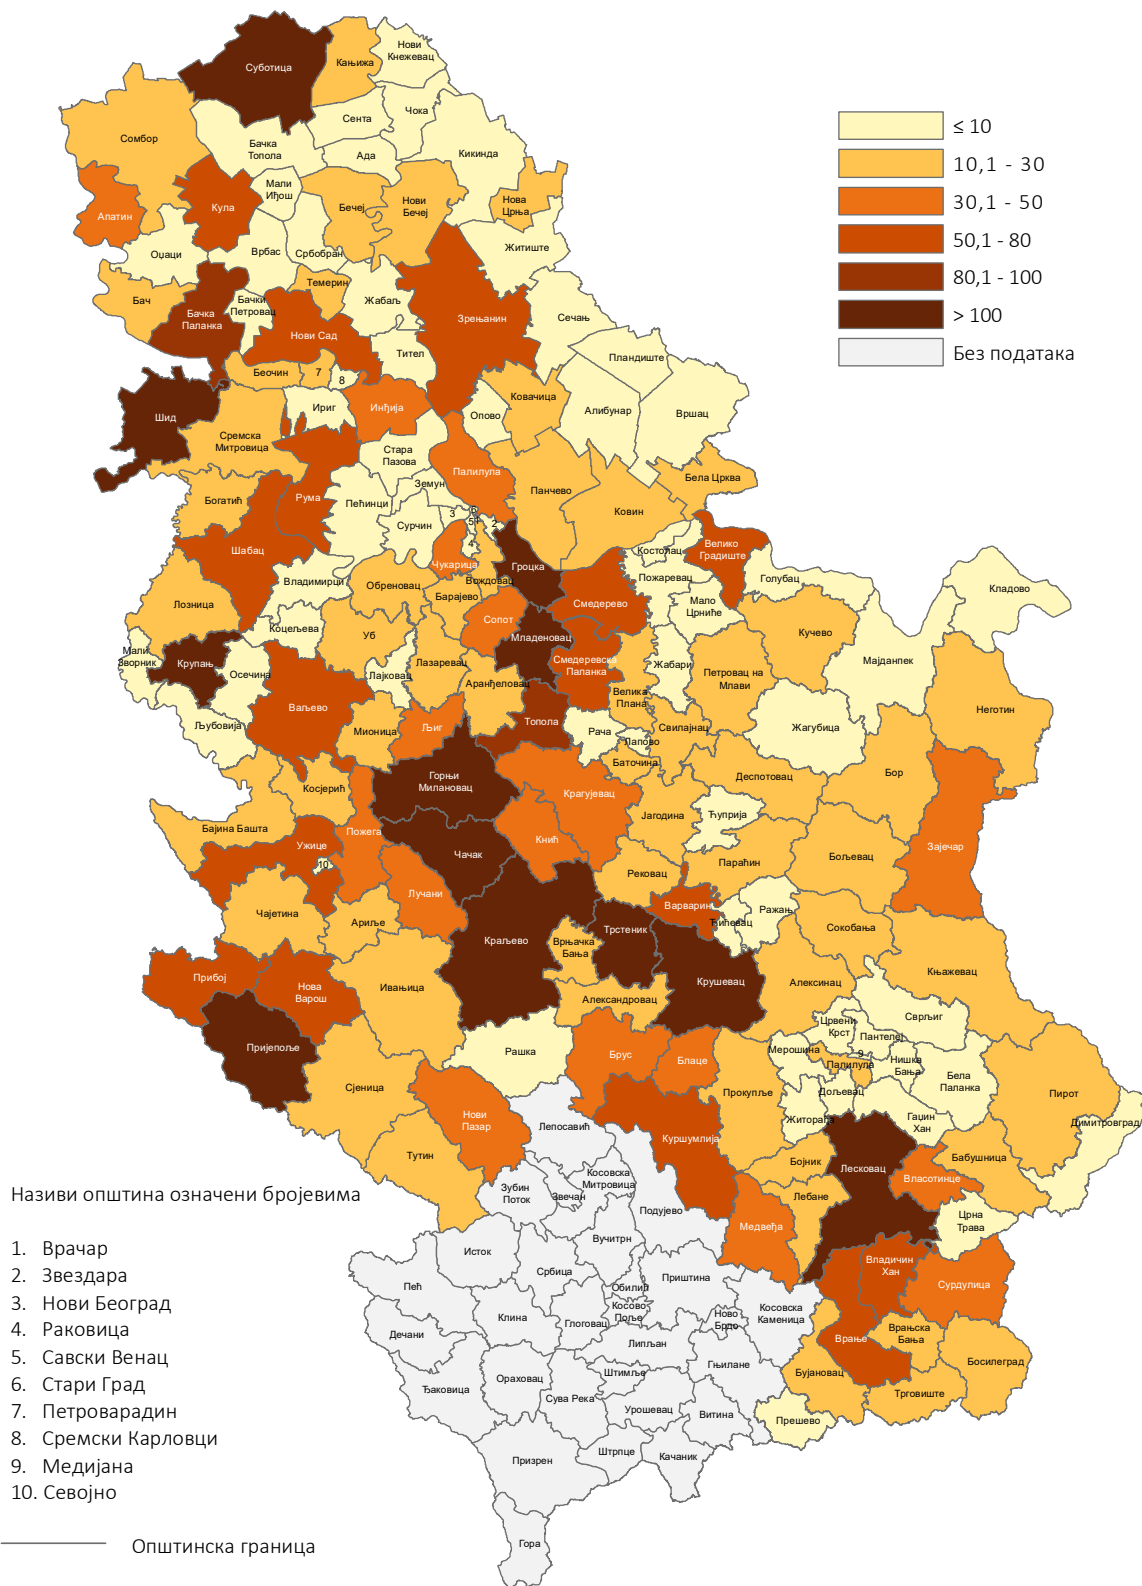 Суботица
Кањижа
Нови
Кнежевац
Сомбор
Бачка
Топола
Сента
Чока
Ада
Кикинда
Апатин
Кула
Мали
Иђош
Бечеј
Нови
Бечеј
Нова
Црња
Оџаци
Врбас
Србобран
Житиште
Бач
Бачка
Паланка
Бачки
Петровац
Темерин
Жабаљ
Нови Сад
Зрењанин
Сечањ
Тител
Пландиште
Беочин
7
8
Шид
Ириг
Инђија
Опово
Ковачица
Алибунар
Вршац
Сремска
Митровица
Стара
Пазова
Палилула
Панчево
Бела Црква
Богатић
Рума
Пећинци
Земун
Сурчин
3
6
5
1
2
4
Ковин
Шабац
Чукарица
Вождовац
Гроцка
Костолац
Велико
Градиште
Владимирци
Обреновац
Барајево
Пожаревац
Голубац
Кладово
Лозница
Коцељева
Уб
Сопот
Смедерево
Мало
Црниће
Кучево
Мајданпек
Мали
Зворник
Крупањ
Осечина
Лајковац
Лазаревац
Младеновац
Смедеревска
Паланка
Жабари
Петровац на
Млави
Аранђеловац
Велика
Плана
Љубовија
Ваљево
Мионица
Љиг
Топола
Рача
Лапово
Свилајнац
Жагубица
Неготин
Баточина
Косјерић
Горњи
Милановац
Крагујевац
Деспотовац
Бор
Бајина Башта
Ужице
Пожега
Чачак
Кнић
Јагодина
Ћуприја
Зајечар
10
Рековац
Параћин
Бољевац
Чајетина
Лучани
Ариље
Варварин
Ћићевац
Ражањ
Краљево
Врњачка
Бања
Трстеник
Сокобања
Прибој
Нова
Варош
Ивањица
Крушевац
Алексинац
Књажевац
Александровац
Пријепоље
Рашка
Брус
Блаце
Црвени
Крст
Сврљиг
Пантелеј
Мерошина
9
Палилула
Нишка
Бања
Бела
Паланка
Сјеница
Прокупље
Дољевац
Пирот
Нови
Пазар
Куршумлија
Житорађа
Гаџин
Хан
Димитровград
Тутин
Лепосавић
Бојник
Лесковац
Бабушница
Зубин
Поток
Звечан
Косовска
Митровица
Подујево
Лебане
Власотинце
Медвеђа
Црна
Трава
Исток
Вучитрн
Србица
Владичин
Хан
Пећ
Обилић
Приштина
Сурдулица
Клина
Глоговац
Косово
Поље
Ново
Брдо
Косовска
Каменица
Дечани
Липљан
Врање
Врањска
Бања
Ђаковица
Ораховац
Штимље
Гњилане
Бујановац
Босилеград
Сува Река
Урошевац
Витина
Трговиште
Прешево
Призрен
Штрпце
Качаник
Гора
≤ 10
10,1 - 30
30,1 - 50
50,1 - 80
80,1 - 100
> 100
Без података
Називи општина означени бројевима
1. Врачар
2. Звездара
3. Нови Београд
4. Раковица
5. Савски Венац
6. Стари Град
7. Петроварадин
8. Сремски Карловци
9. Медијана
10. Севојно
Општинска граница